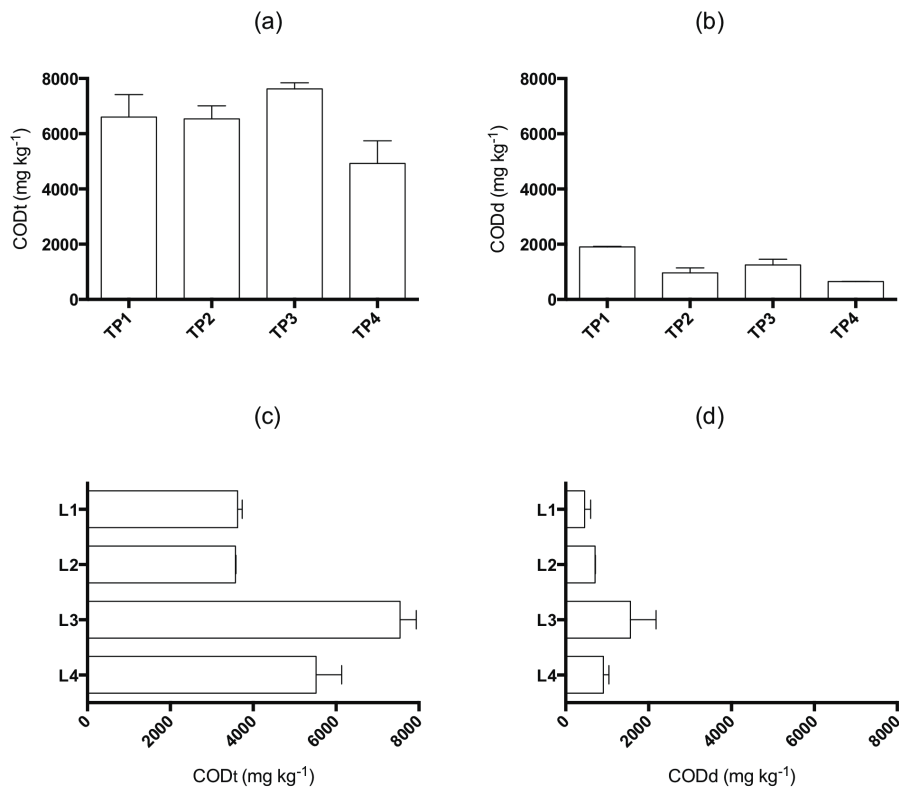 (a)
8000
6000
4000
2000
0
CODt (mg kg⁻¹)
TP1
TP2
TP3
TP4
(b)
8000
6000
4000
2000
0
CODd (mg kg⁻¹)
TP1
TP2
TP3
TP4
(c)
L1
L2
L3
L4
0
2000
4000
6000
8000
CODt (mg kg⁻¹)
(d)
L1
L2
L3
L4
0
2000
4000
6000
8000
CODd (mg kg⁻¹)